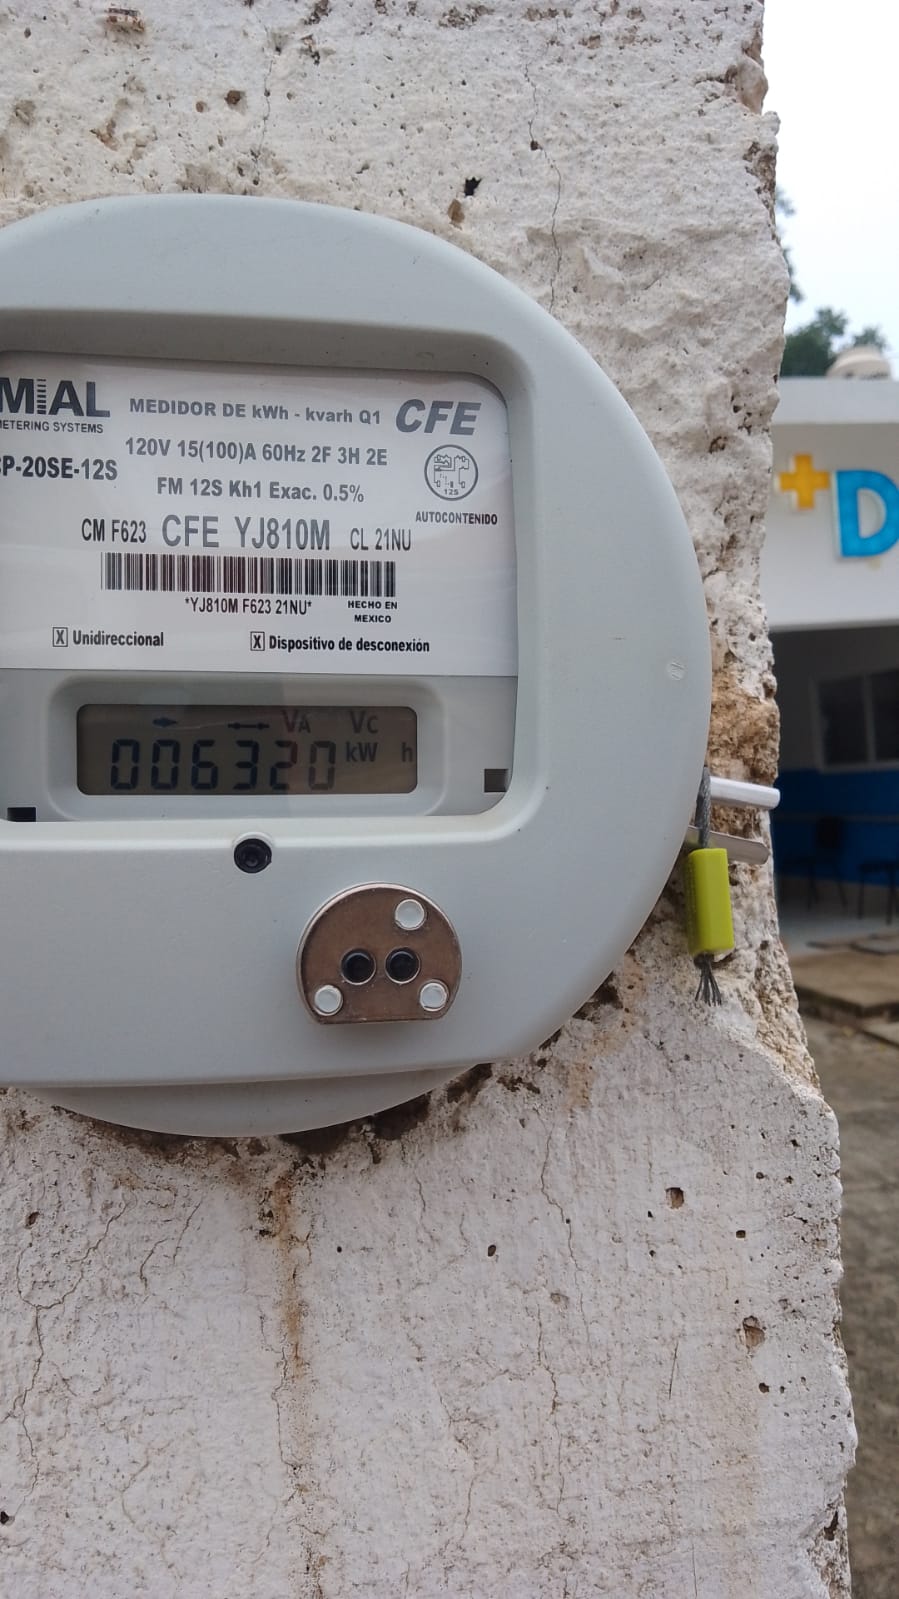 MIAL
METERING SYSTEMS
MEDIDOR DE kWh - kvarh Q1
CFE
120V 15(100)A 60Hz 2F 3H 2E
P-20SE-12S
FM 12S Kh1 Exac. 0.5%
12S
AUTOCONTENIDO
CM F623 CFE YJ810M CL 21NU
*YJ810M F623 21NU*
HECHO EN
MEXICO
X Unidireccional
X Dispositivo de desconexión
VA VC
006320 kW h
D